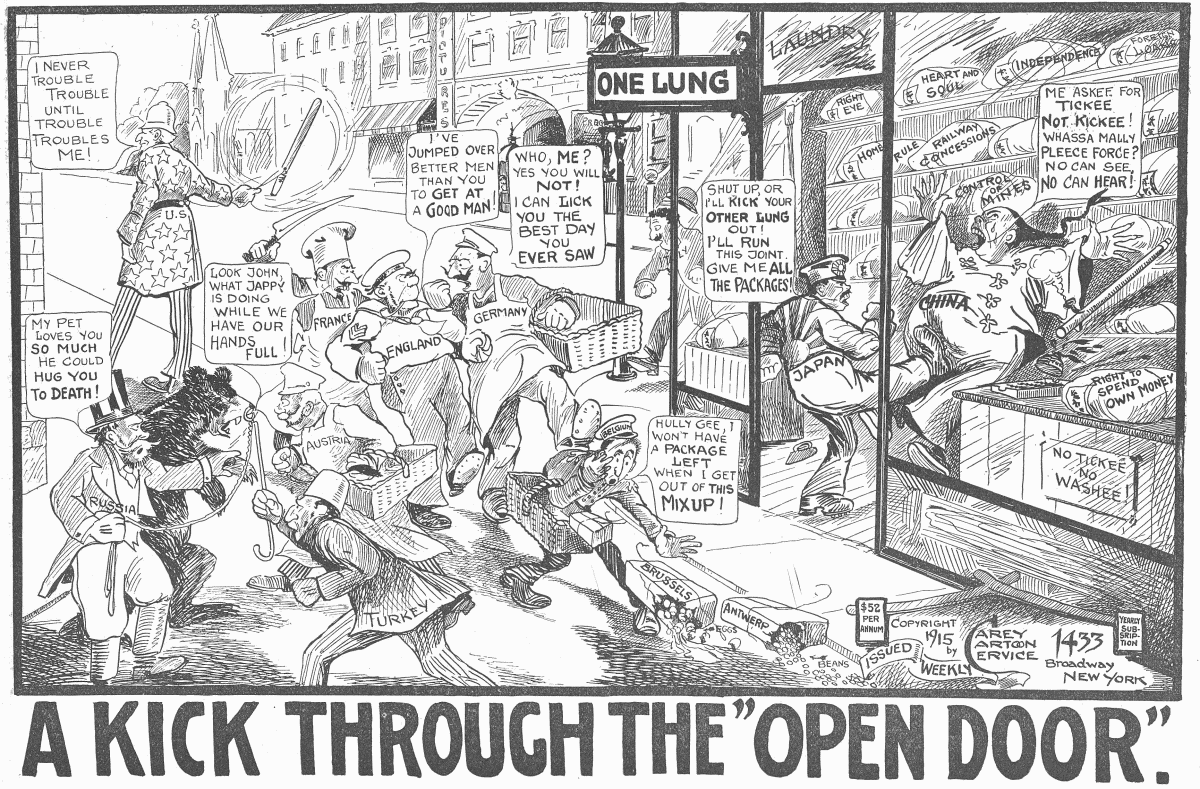 I NEVER
TROUBLE
TROUBLE
UNTIL
TROUBLE
TROUBLES
ME!
U.S.
PICTURES
I'VE
JUMPED OVER
BETTER MEN
THAN YOU
TO GET AT
A GOOD MAN!
WHO, ME?
YES YOU WILL
NOT!
I CAN LICK
YOU THE
BEST DAY
YOU
EVER SAW
ONE LUNG
LAUNDRY
HEART AND
SOUL
INDEPENDENCE
FOREIGN
LOANS
RIGHT
EYE
HOME RULE
RAILWAY
CONCESSIONS
CONTROL
OF
MINES
ME ASKEE FOR
TICKEE
NOT KICKEE!
WHASSA MALLY
PLEECE FORCE?
NO CAN SEE,
NO CAN HEAR!
SHUT UP, OR
I'LL KICK YOUR
OTHER LUNG
OUT!
I'LL RUN
THIS JOINT.
GIVE ME ALL
THE PACKAGES!
CHINA
JAPAN
LOOK JOHN,
WHAT JAPPY
IS DOING
WHILE WE
HAVE OUR
HANDS
FULL!
FRANCE
ENGLAND
GERMANY
MY PET
LOVES YOU
SO MUCH
HE COULD
HUG YOU
TO DEATH!
RUSSIA
AUSTRIA
TURKEY
BELGIUM
HULLY GEE, I
WON'T HAVE
A PACKAGE
LEFT
WHEN I GET
OUT OF THIS
MIXUP!
RIGHT TO
SPEND
OWN MONEY
NO TICKEE
NO
WASHEE!
BRUSSELS
EGGS
ANTWERP
BEANS
$52
PER
ANNUM
COPYRIGHT
1915
by
ISSUED
WEEKLY
CAREY
CARTOON
SERVICE
1433
Broadway
NEW YORK
YEARLY
SUB-
SCRIP-
TION
A KICK THROUGH THE "OPEN DOOR".